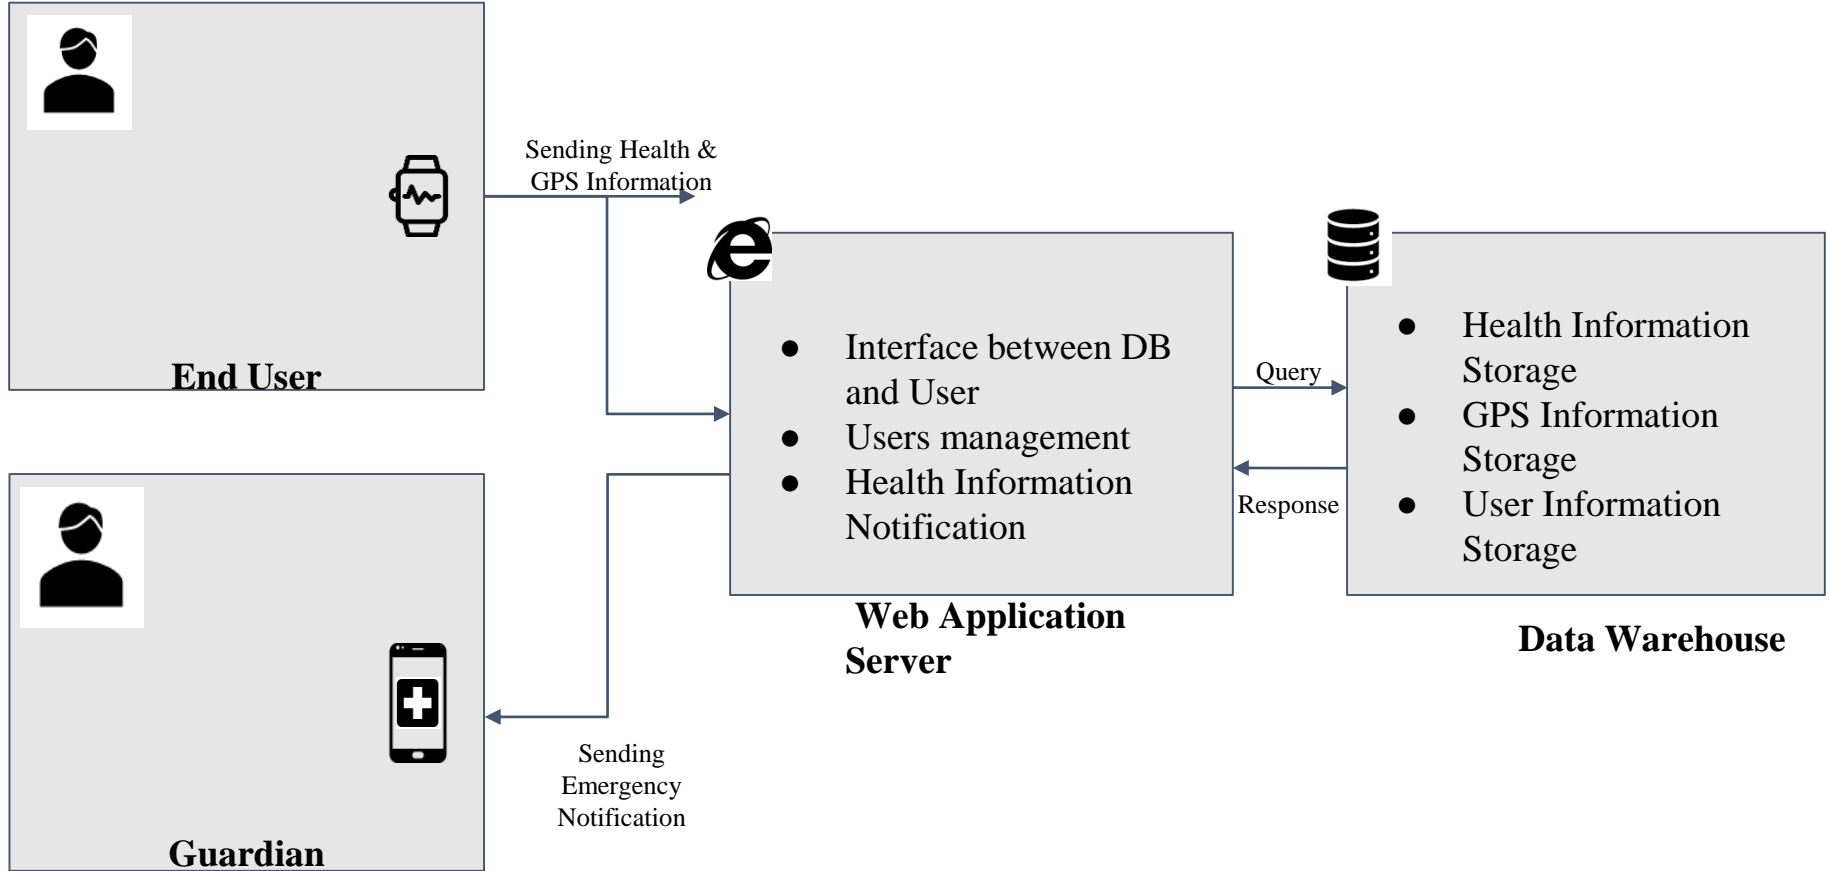 Sending Health &
GPS Information
End User
● Interface between DB
and User
● Users management
● Health Information
Notification
Web Application
Server
Query
Response
● Health Information
Storage
● GPS Information
Storage
● User Information
Storage
Data Warehouse
Sending
Emergency
Notification
Guardian